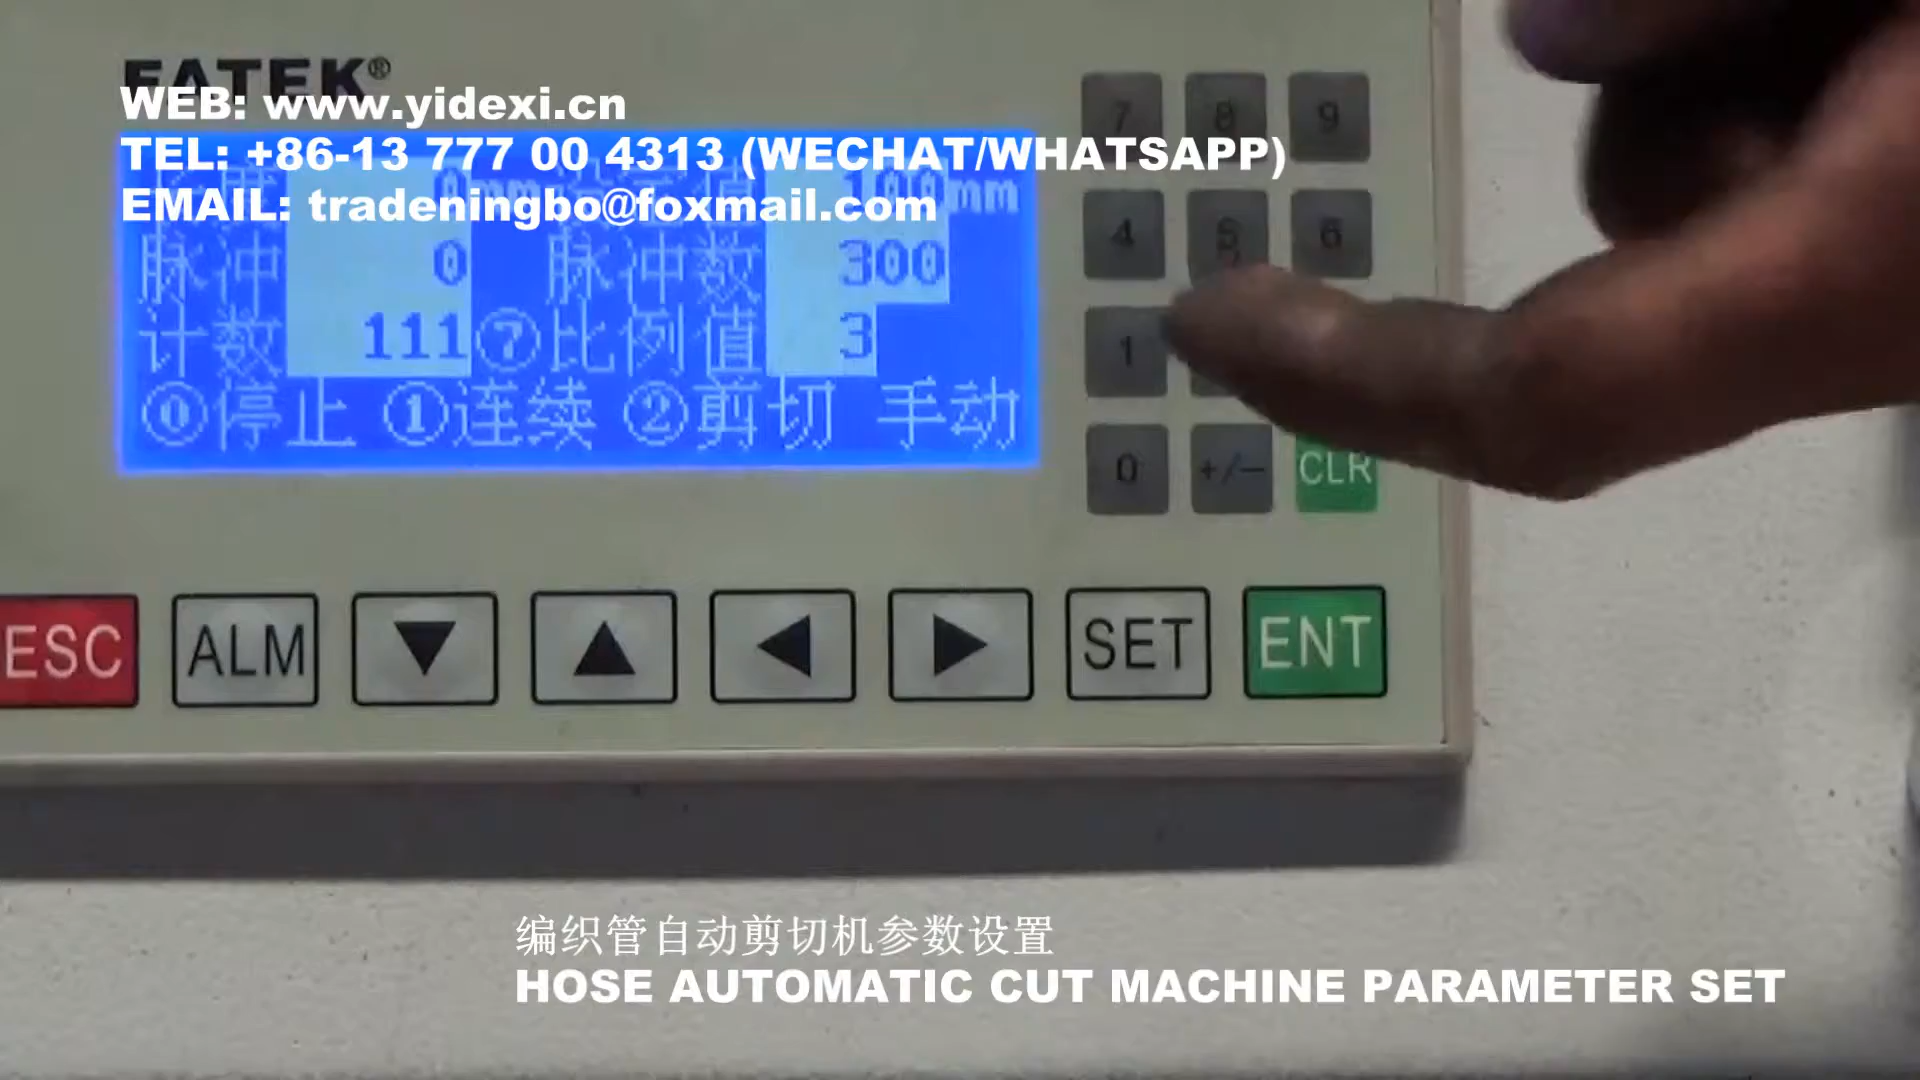 FATEK®
WEB: www.yidexi.cn
TEL: +86-13 777 00 4313 (WECHAT/WHATSAPP)
EMAIL: tradeningbo@foxmail.com
0mm 100mm
脉冲 0 脉冲数 300
计数 111 ⑦比例值 3
⓪停止 ①连续 ②剪切 手动
7 8 9
4 5 6
1
0 +/− CLR
ESC ALM ▼ ▲ ◀ ▶ SET ENT
编织管自动剪切机参数设置
HOSE AUTOMATIC CUT MACHINE PARAMETER SET